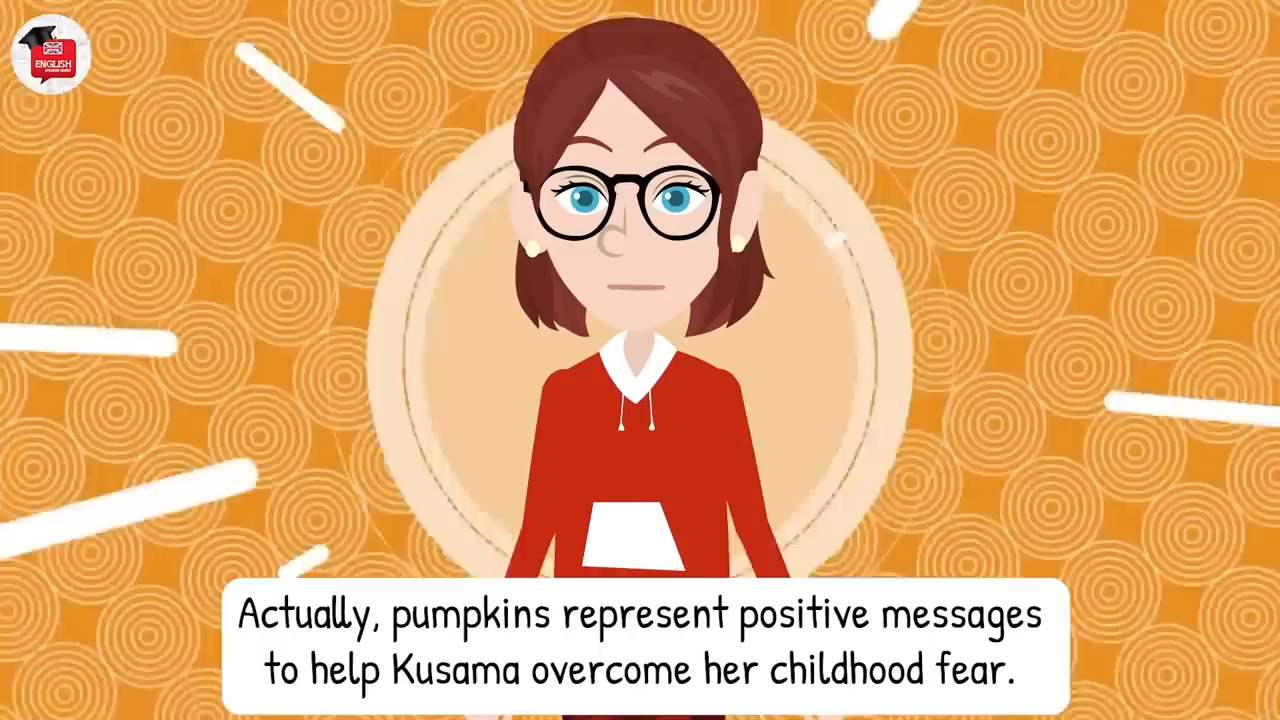 ENGLISH
Actually, pumpkins represent positive messages
to help Kusama overcome her childhood fear.